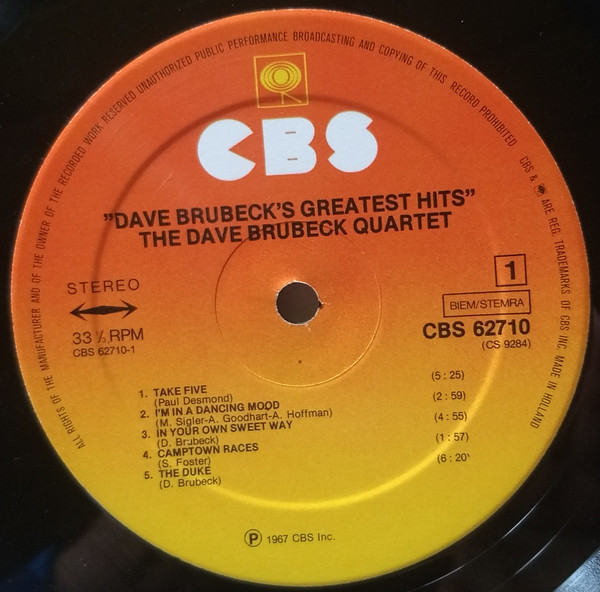 ALL RIGHTS OF THE MANUFACTURER AND OF THE OWNER OF THE RECORDED WORK RESERVED UNAUTHORIZED PUBLIC PERFORMANCE BROADCASTING AND COPYING OF THIS RECORD PROHIBITED
CBS & ARE REG. TRADEMARKS OF CBS INC. MADE IN HOLLAND
CBS
"DAVE BRUBECK'S GREATEST HITS"
THE DAVE BRUBECK QUARTET
STEREO
33 ⅓ RPM
CBS 62710-1
1
BIEM/STEMRA
CBS 62710
(CS 9284)
1. TAKE FIVE (5 : 25)
(Paul Desmond)
2. I'M IN A DANCING MOOD (2 : 59)
(M. Sigler-A. Goodhart-A. Hoffman)
3. IN YOUR OWN SWEET WAY (4 : 55)
(D. Brubeck)
4. CAMPTOWN RACES (1 : 57)
(S. Foster)
5. THE DUKE (6 : 20)
(D. Brubeck)
Ⓟ 1967 CBS Inc.